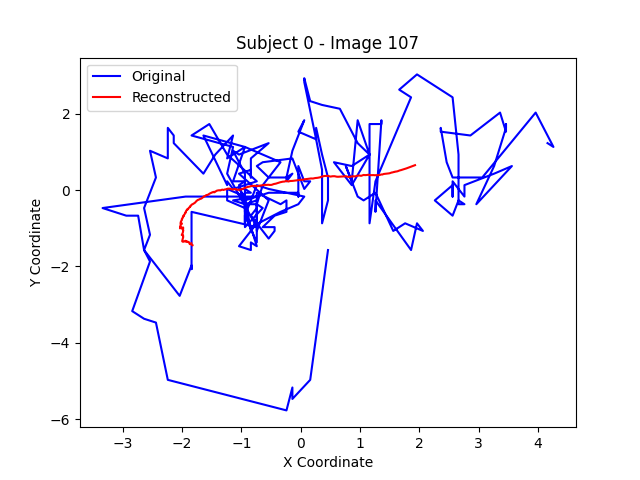 Subject 0 - Image 107
Original
Reconstructed
2
0
−2
−4
−6
Y Coordinate
−3
−2
−1
0
1
2
3
4
X Coordinate